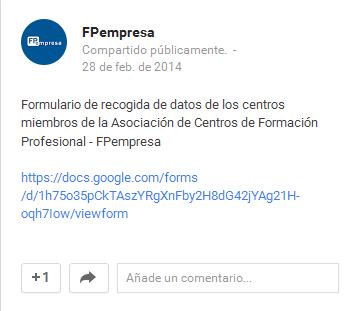 FPempresa
FPempresa
Compartido públicamente. -
28 de feb. de 2014
Formulario de recogida de datos de los centros
miembros de la Asociación de Centros de Formación
Profesional - FPempresa
https://docs.google.com/forms
/d/1h75o35pCkTAszYRgXnFby2H8dG42jYAg21H-
oqh7Iow/viewform
+1
Añade un comentario...